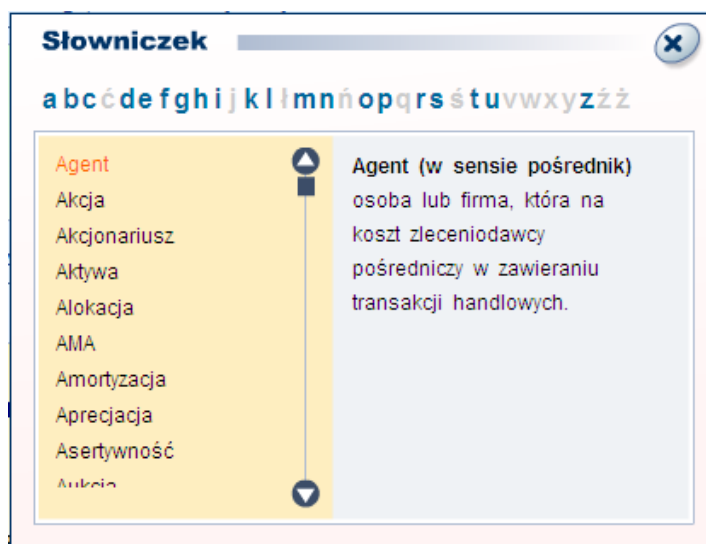 Słowniczek
a b c ć d e f g h i j k l ł m n ń o p q r s ś t u v w x y z ź ż
Agent
Akcja
Akcjonariusz
Aktywa
Alokacja
AMA
Amortyzacja
Aprecjacja
Asertywność
Aukcja
Agent (w sensie pośrednik)
osoba lub firma, która na
koszt zleceniodawcy
pośredniczy w zawieraniu
transakcji handlowych.